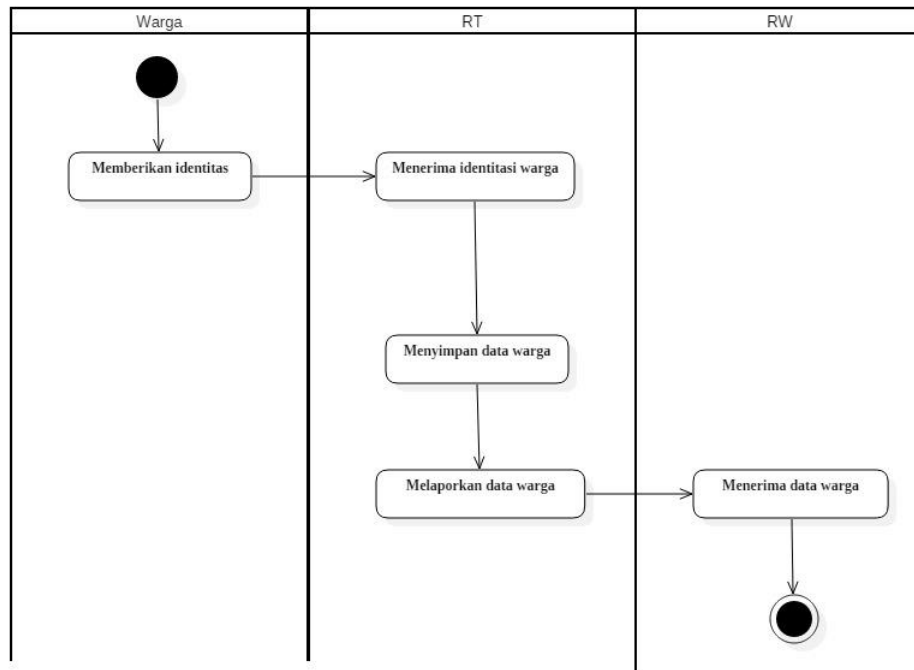 Warga
RT
RW
Memberikan identitas
Menerima identitasi warga
Menyimpan data warga
Melaporkan data warga
Menerima data warga